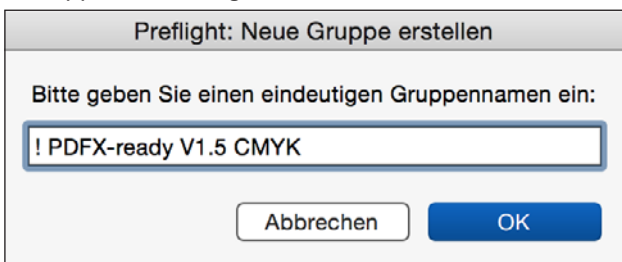 Preflight: Neue Gruppe erstellen
Bitte geben Sie einen eindeutigen Gruppennamen ein:
! PDFX-ready V1.5 CMYK
Abbrechen
OK